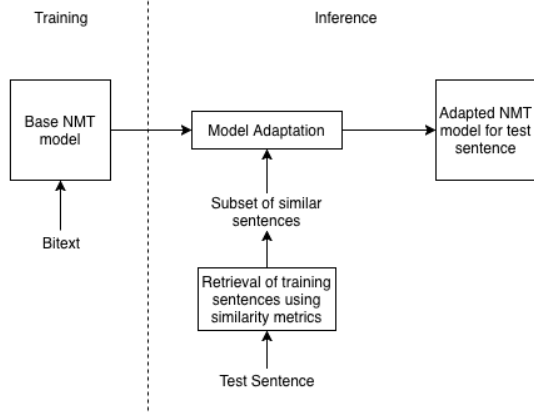 Training
Inference
Base NMT
model
Model Adaptation
Adapted NMT
model for test
sentence
Subset of similar
sentences
Bitext
Retrieval of training
sentences using
similarity metrics
Test Sentence